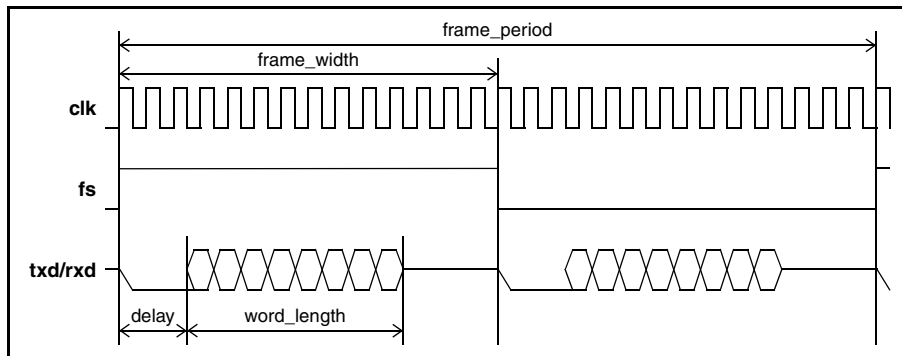 frame_period
frame_width
clk
fs
txd/rxd
delay
word_length